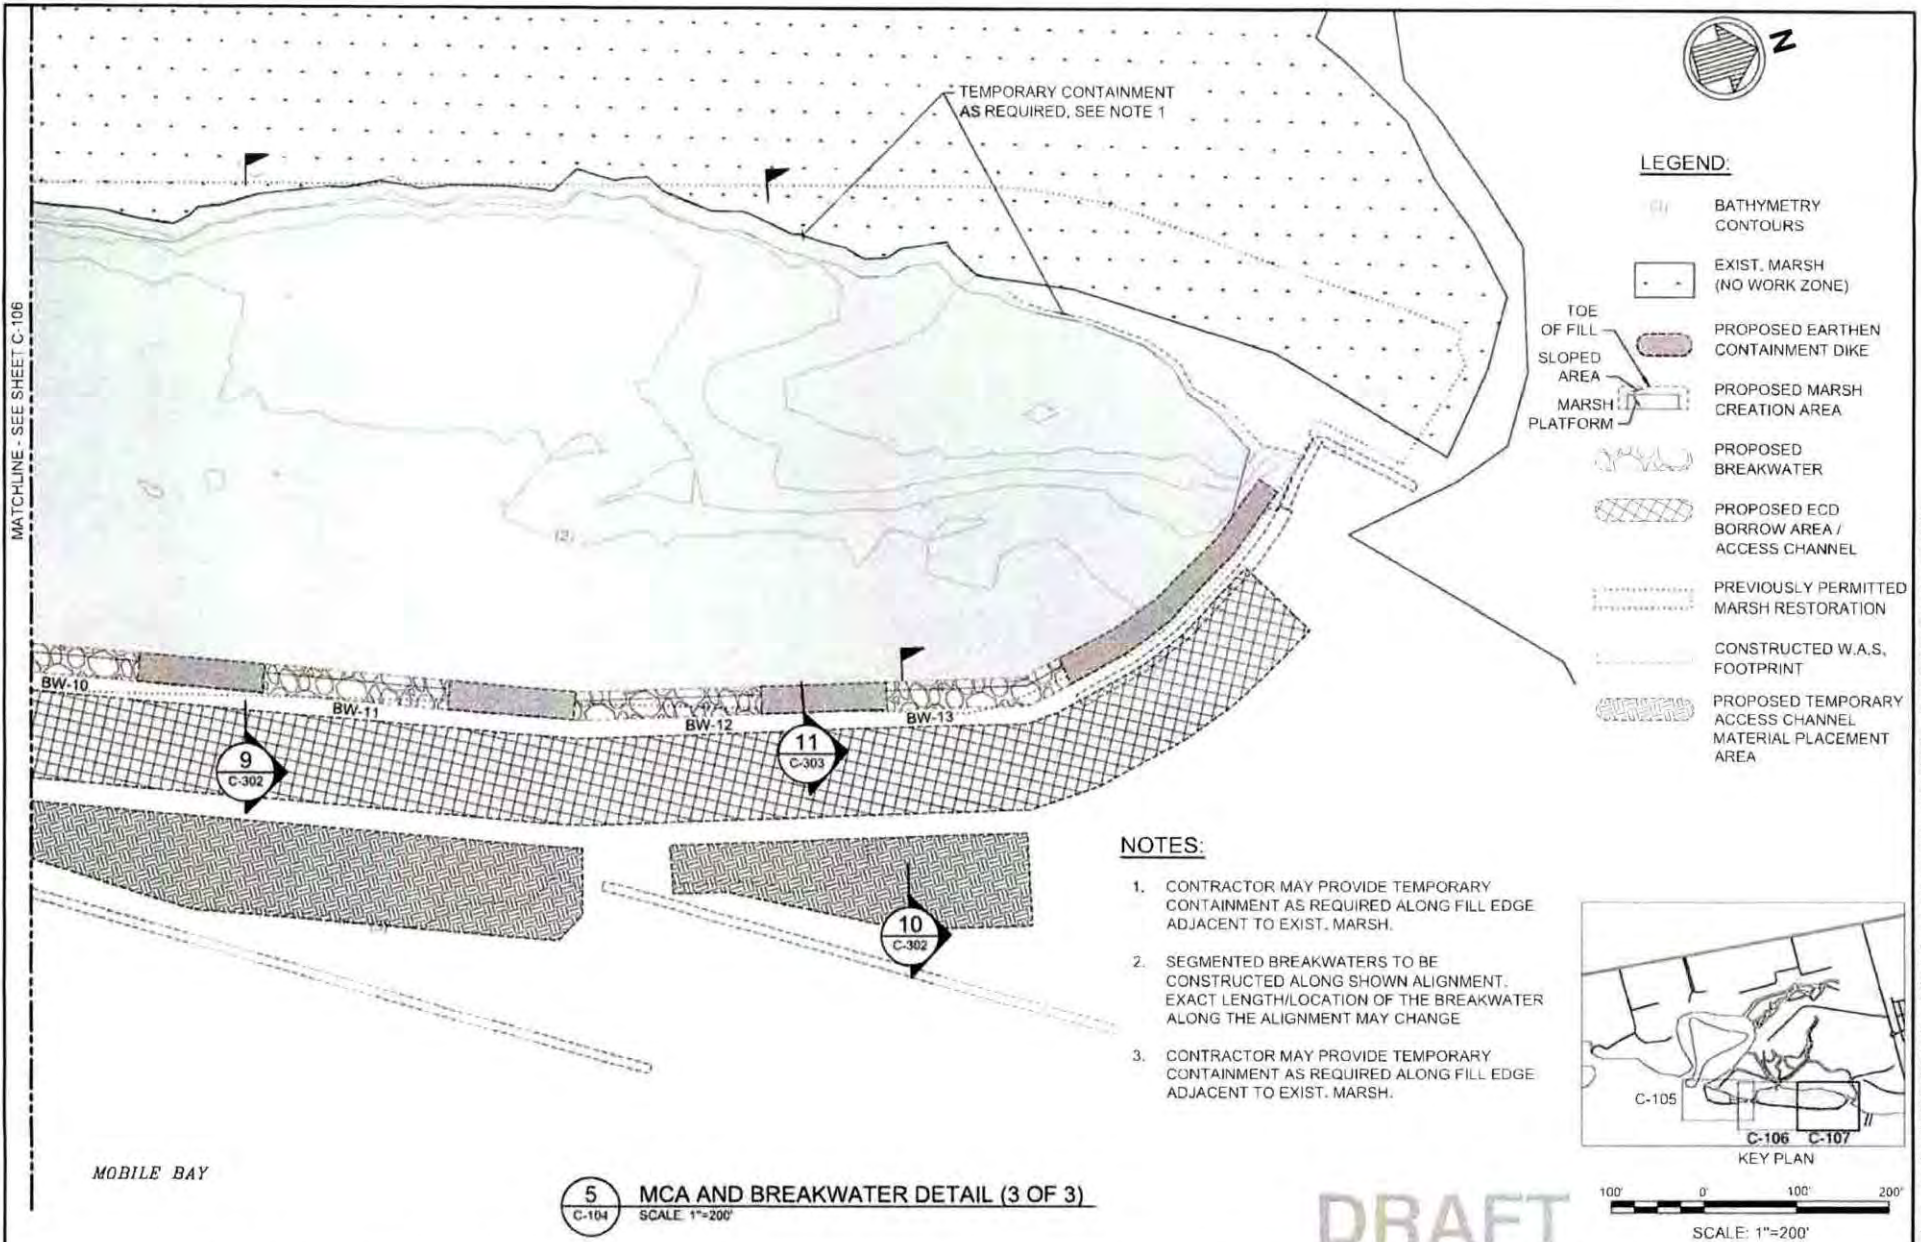 N
TEMPORARY CONTAINMENT
AS REQUIRED, SEE NOTE 1
MATCHLINE - SEE SHEET C-106
LEGEND:
BATHYMETRY
CONTOURS
EXIST. MARSH
(NO WORK ZONE)
TOE
OF FILL
SLOPED
AREA
MARSH
PLATFORM
PROPOSED EARTHEN
CONTAINMENT DIKE
PROPOSED MARSH
CREATION AREA
PROPOSED
BREAKWATER
PROPOSED ECD
BORROW AREA /
ACCESS CHANNEL
PREVIOUSLY PERMITTED
MARSH RESTORATION
CONSTRUCTED W.A.S.
FOOTPRINT
PROPOSED TEMPORARY
ACCESS CHANNEL
MATERIAL PLACEMENT
AREA
(2)
BW-10
BW-11
BW-12
BW-13
9
C-302
11
C-303
10
C-302
NOTES:
1. CONTRACTOR MAY PROVIDE TEMPORARY
CONTAINMENT AS REQUIRED ALONG FILL EDGE
ADJACENT TO EXIST. MARSH.
2. SEGMENTED BREAKWATERS TO BE
CONSTRUCTED ALONG SHOWN ALIGNMENT.
EXACT LENGTH/LOCATION OF THE BREAKWATER
ALONG THE ALIGNMENT MAY CHANGE
3. CONTRACTOR MAY PROVIDE TEMPORARY
CONTAINMENT AS REQUIRED ALONG FILL EDGE
ADJACENT TO EXIST. MARSH.
C-105
C-106
C-107
KEY PLAN
MOBILE BAY
5
C-104
MCA AND BREAKWATER DETAIL (3 OF 3)
SCALE: 1"=200'
DRAFT
100'
0'
100'
200'
SCALE: 1"=200'